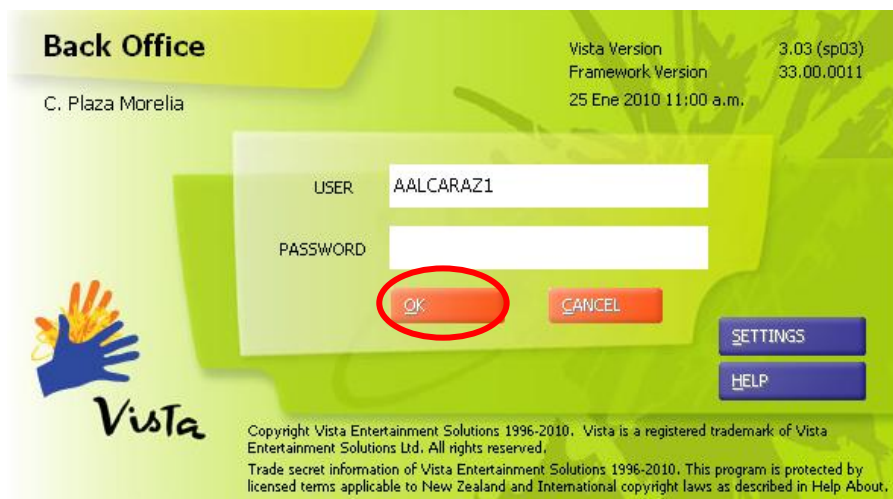 Back Office
C. Plaza Morelia
Vista Version 3.03 (sp03)
Framework Version 33.00.0011
25 Ene 2010 11:00 a.m.
USER AALCARAZ1
PASSWORD
OK CANCEL
SETTINGS
HELP
Vista
Copyright Vista Entertainment Solutions 1996-2010. Vista is a registered trademark of Vista
Entertainment Solutions Ltd. All rights reserved.
Trade secret information of Vista Entertainment Solutions 1996-2010. This program is protected by
licensed terms applicable to New Zealand and International copyright laws as described in Help About.